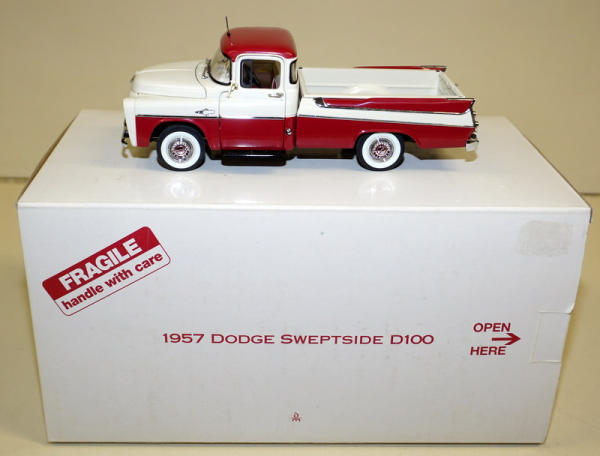 FRAGILE
handle with care
1957 DODGE SWEPTSIDE D100
OPEN
HERE